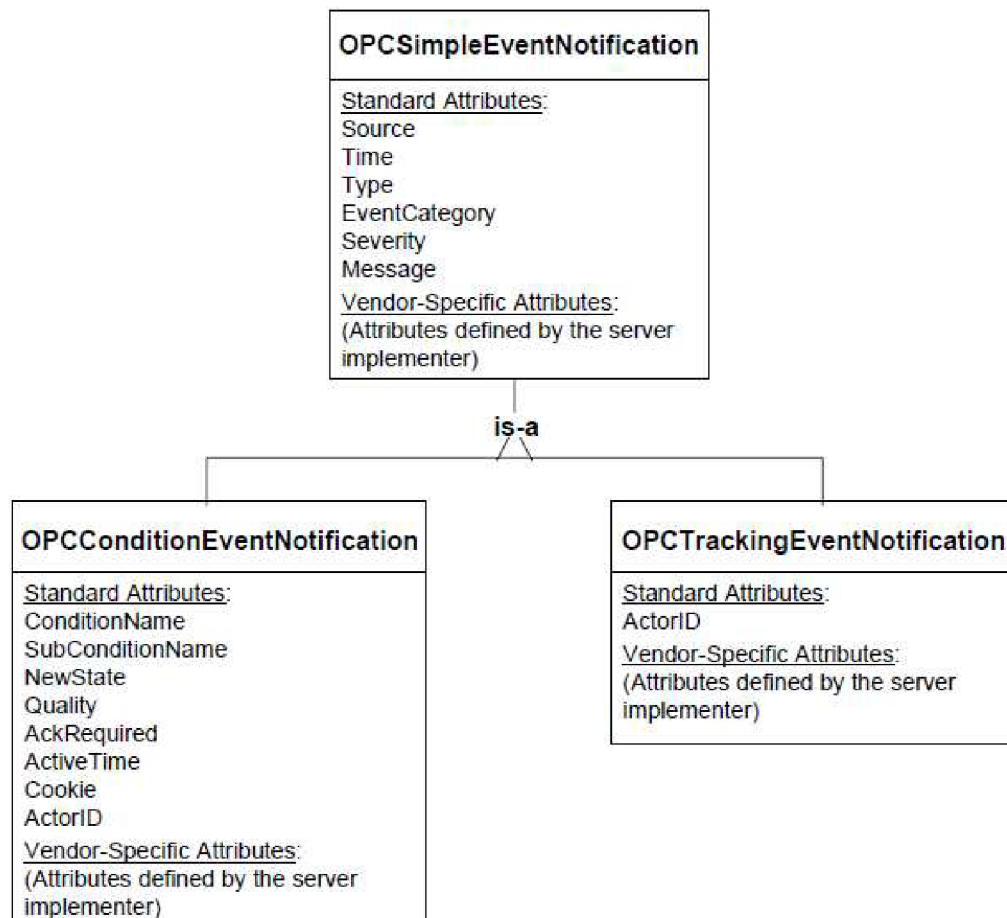 OPCSimpleEventNotification
Standard Attributes:
Source
Time
Type
EventCategory
Severity
Message
Vendor-Specific Attributes:
(Attributes defined by the server
implementer)
is-a
OPCConditionEventNotification
Standard Attributes:
ConditionName
SubConditionName
NewState
Quality
AckRequired
ActiveTime
Cookie
ActorID
Vendor-Specific Attributes:
(Attributes defined by the server
implementer)
OPCTrackingEventNotification
Standard Attributes:
ActorID
Vendor-Specific Attributes:
(Attributes defined by the server
implementer)